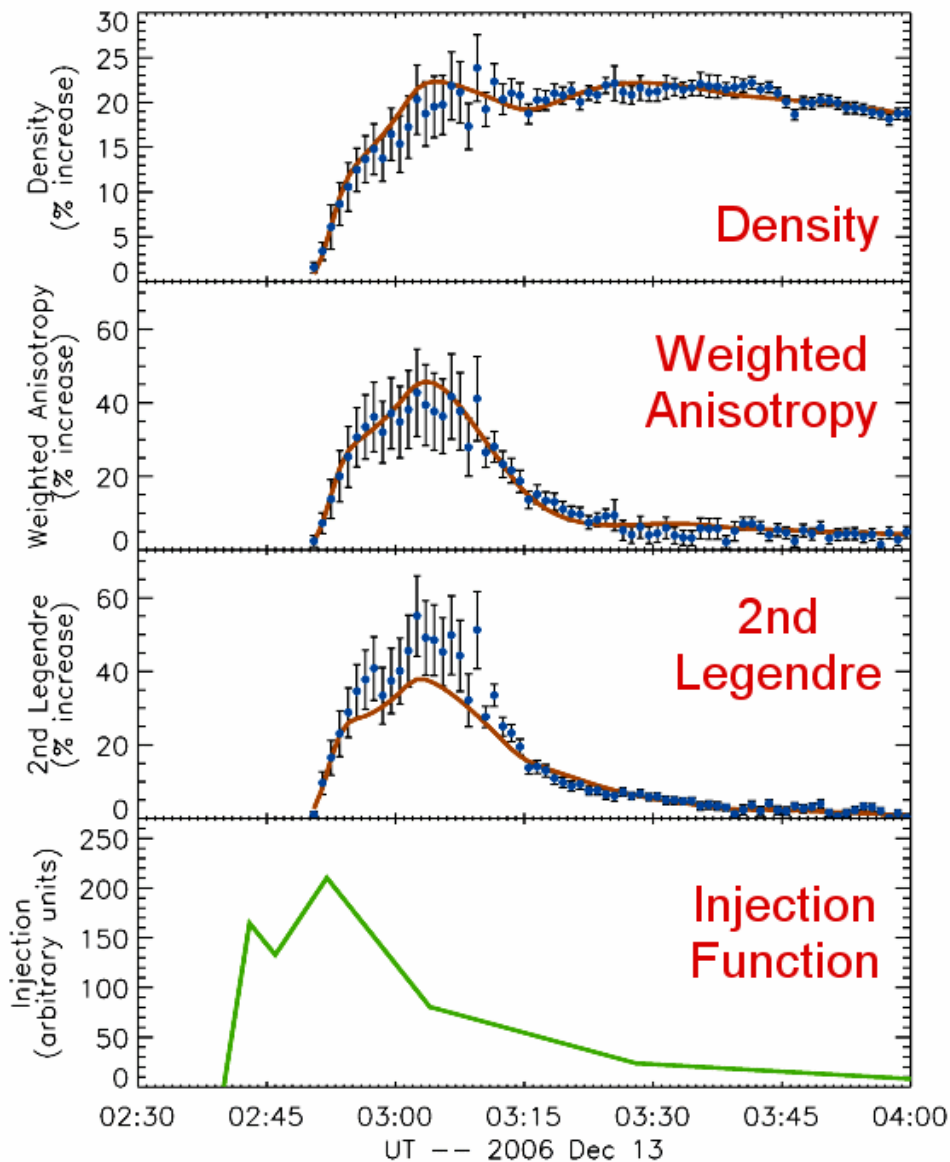 30
25
20
15
10
5
0
Density
(% increase)
Density
60
40
20
0
Weighted Anisotropy
(% increase)
Weighted
Anisotropy
60
40
20
0
2nd Legendre
(% increase)
2nd
Legendre
250
200
150
100
50
0
Injection
(arbitrary units)
Injection
Function
02:30 02:45 03:00 03:15 03:30 03:45 04:00
UT -- 2006 Dec 13